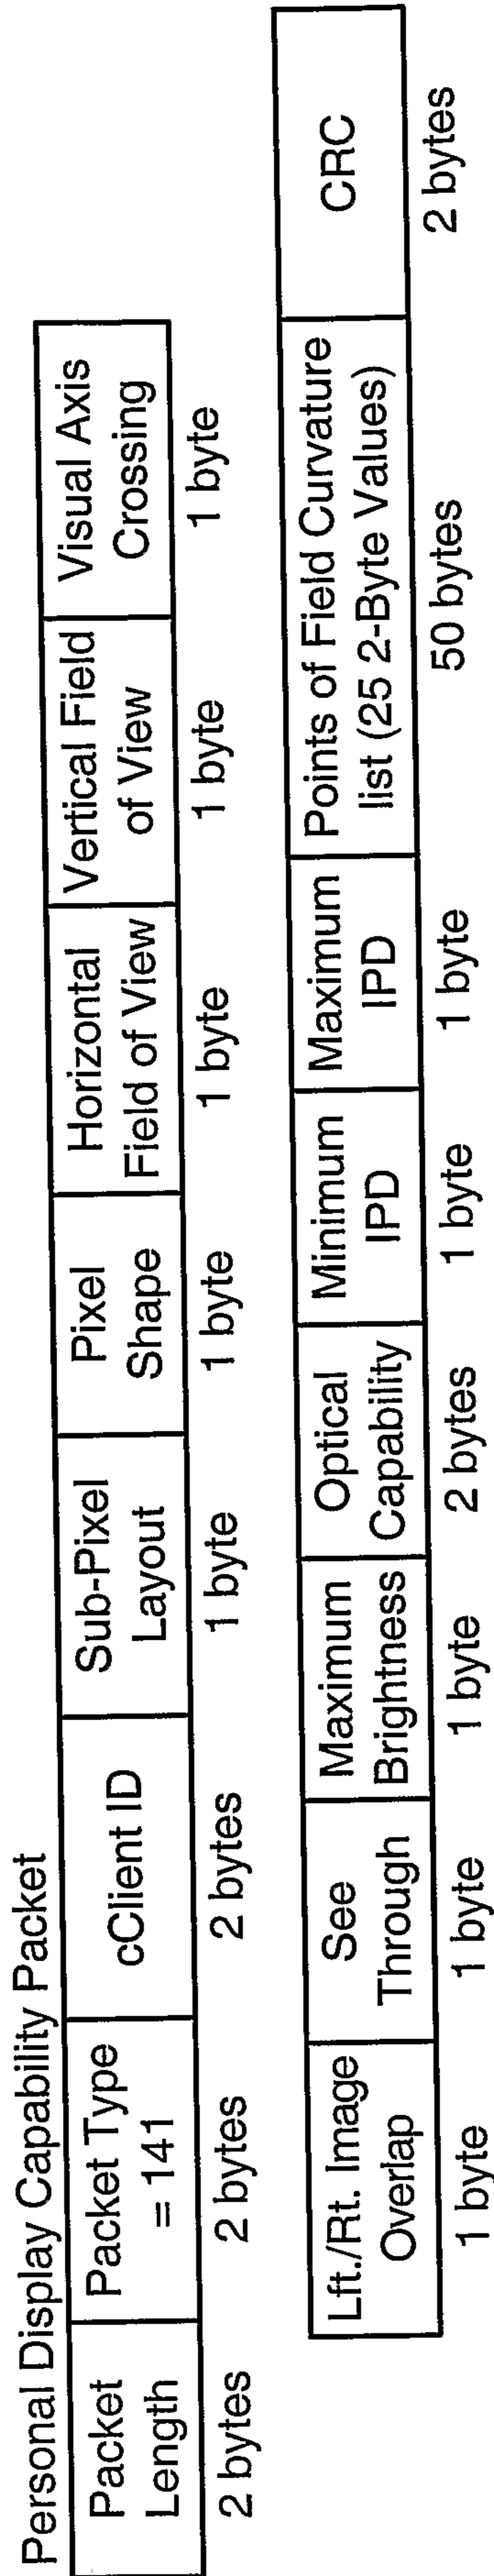 Personal Display Capability Packet
Packet Length
Packet Type = 141
cClient ID
Sub-Pixel Layout
Pixel Shape
Horizontal Field of View
Vertical Field of View
Visual Axis Crossing
2 bytes
2 bytes
2 bytes
1 byte
1 byte
1 byte
1 byte
1 byte
Lft./Rt. Image Overlap
See Through
Maximum Brightness
Optical Capability
Minimum IPD
Maximum IPD
Points of Field Curvature list (25 2-Byte Values)
CRC
1 byte
1 byte
1 byte
2 bytes
1 byte
1 byte
50 bytes
2 bytes